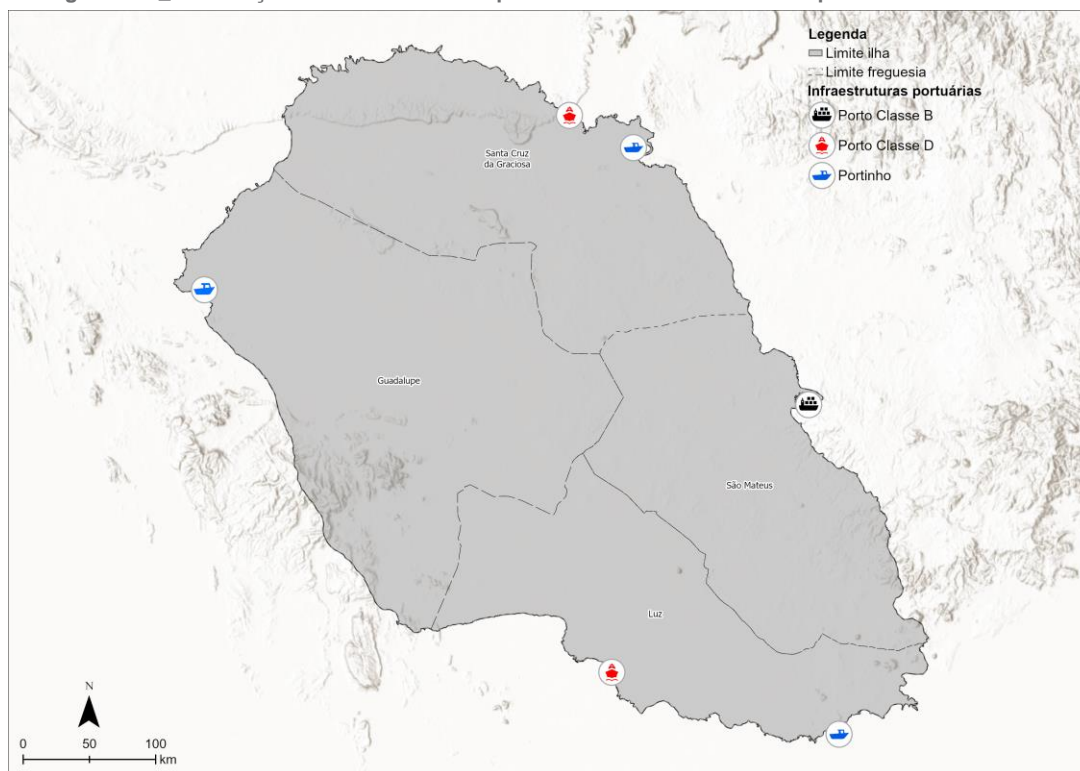 Legenda
Limite ilha
Limite freguesia
Infraestruturas portuárias
Porto Classe B
Porto Classe D
Portinho
Santa Cruz
da Graciosa
Guadalupe
São Mateus
Luz
N
0 50 100
km